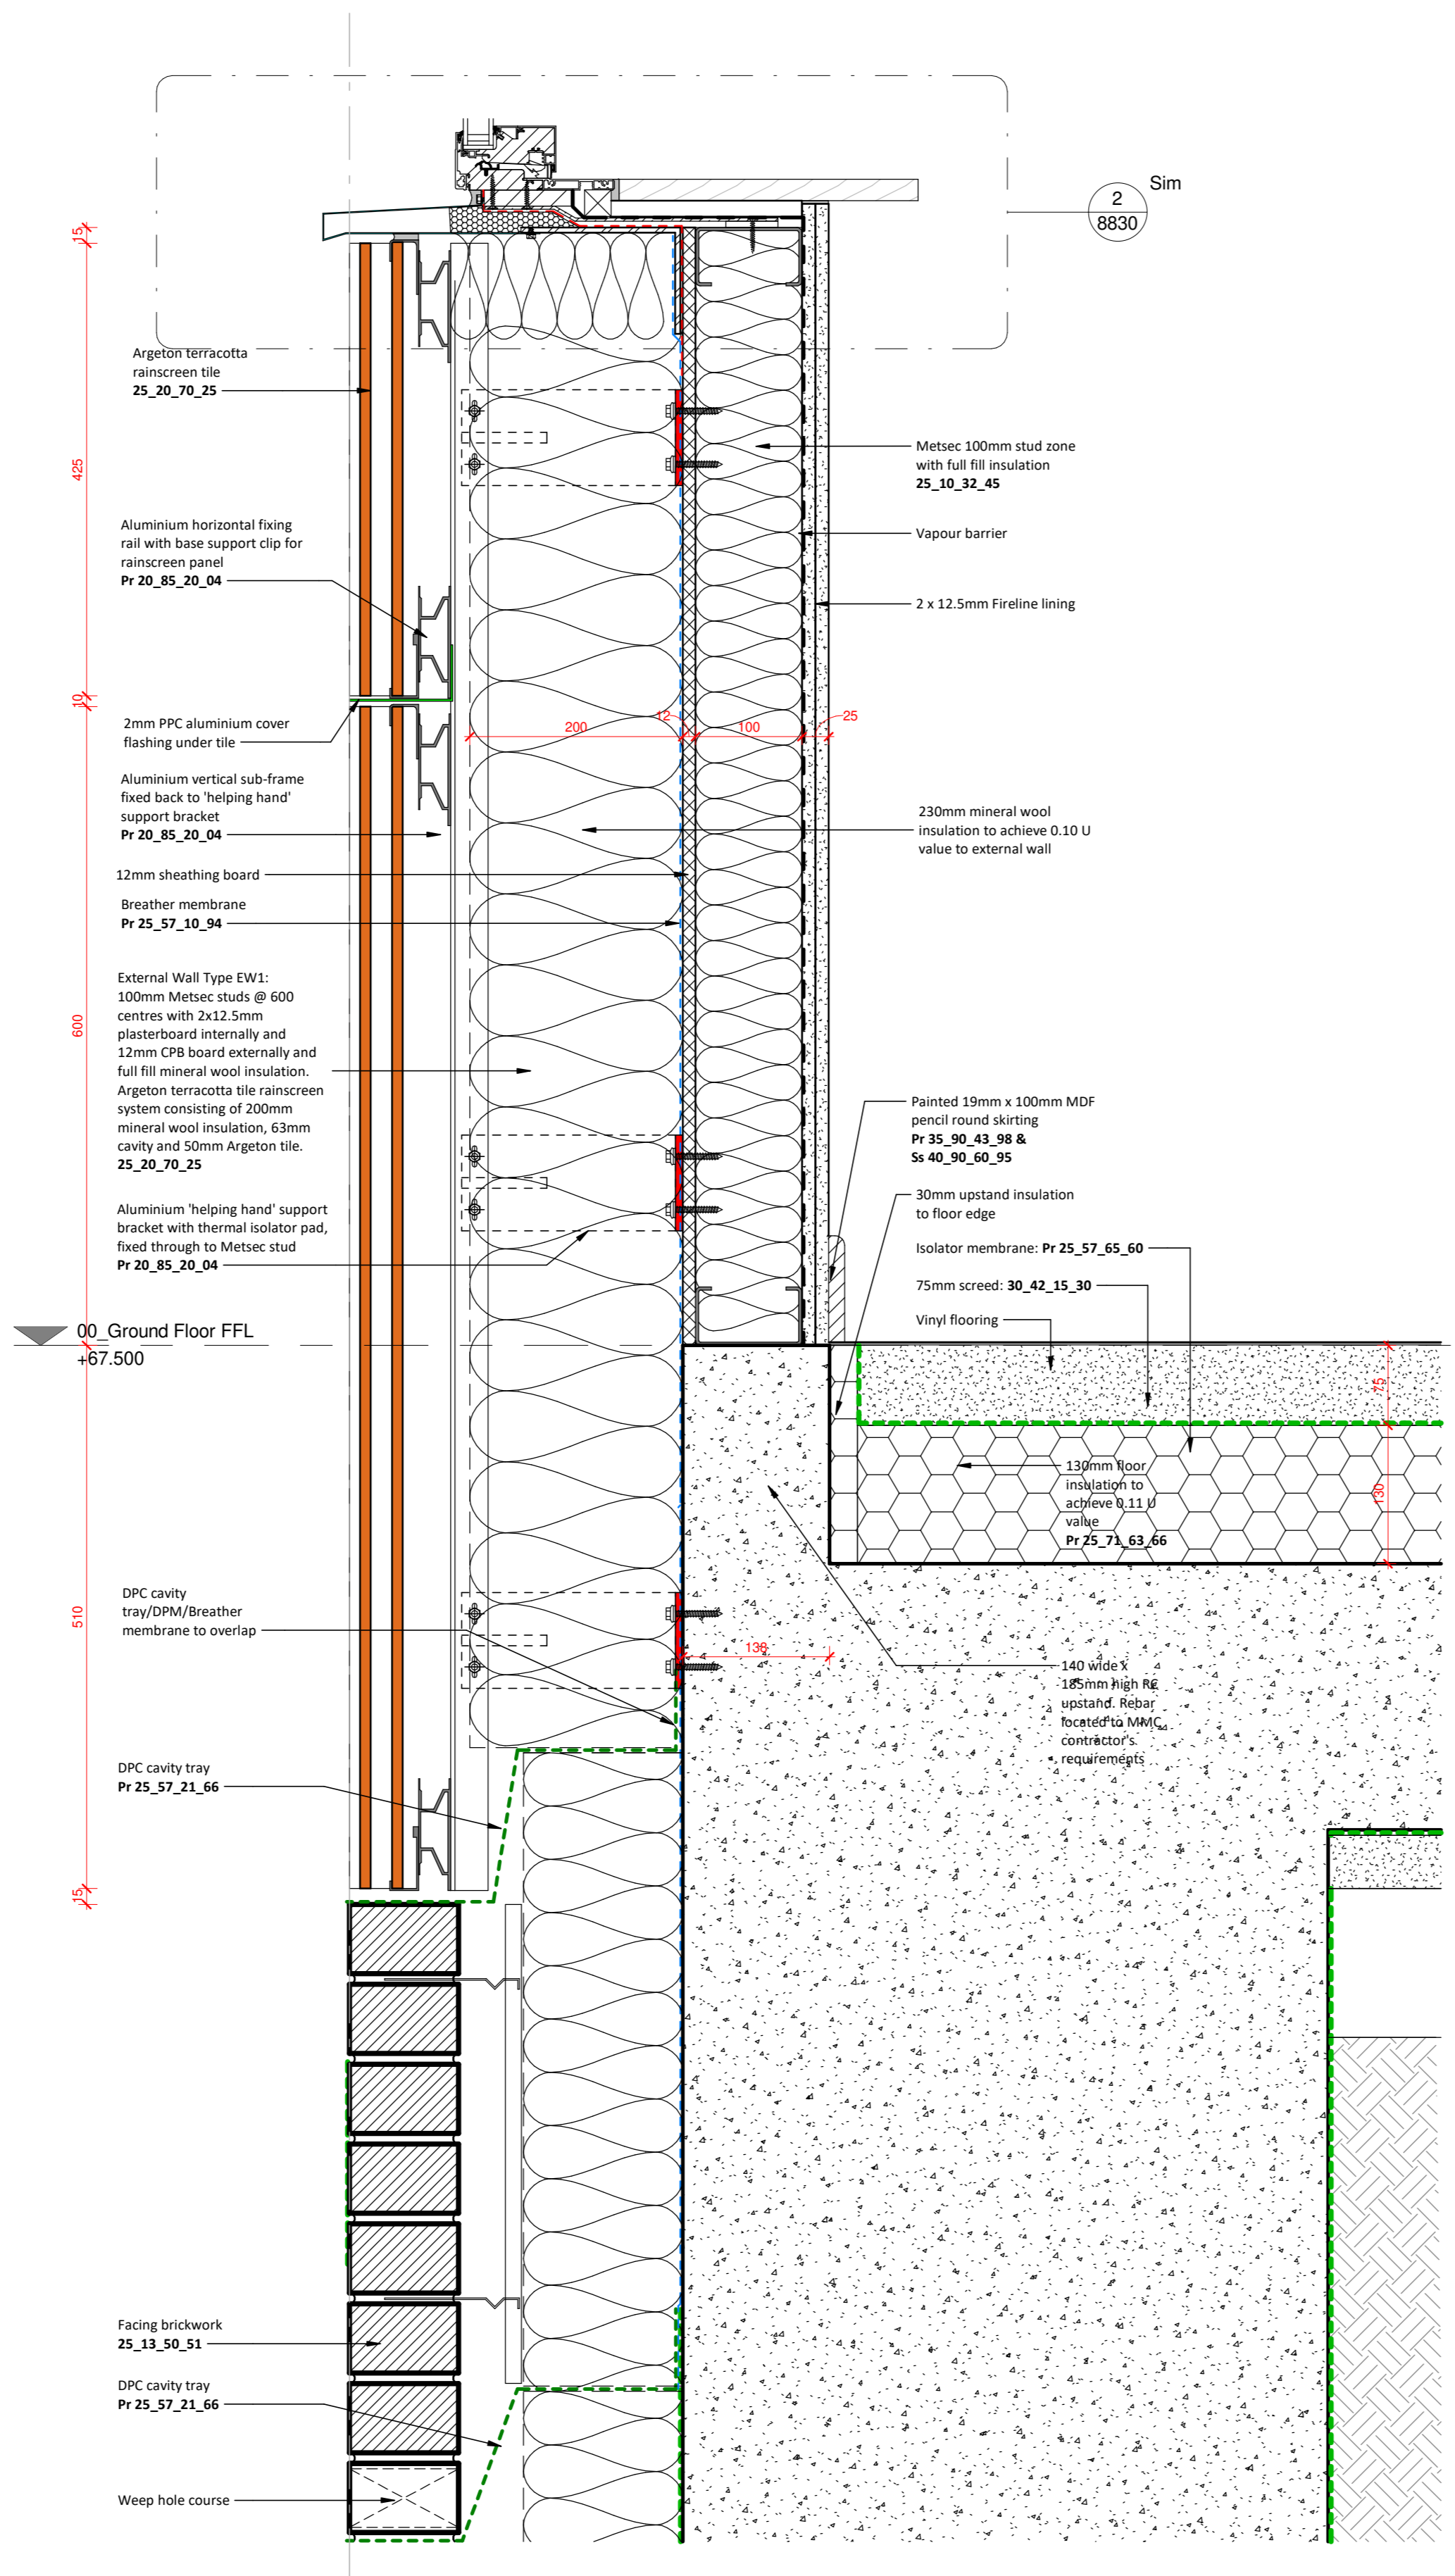 Sim
2
8830
15
Argeton terracotta
rainscreen tile
25_20_70_25
425
Metsec 100mm stud zone
with full fill insulation
25_10_32_45
Aluminium horizontal fixing
rail with base support clip for
rainscreen panel
Pr 20_85_20_04
Vapour barrier
2 x 12.5mm Fireline lining
10
2mm PPC aluminium cover
flashing under tile
200
12
100
25
Aluminium vertical sub-frame
fixed back to 'helping hand'
support bracket
Pr 20_85_20_04
230mm mineral wool
insulation to achieve 0.10 U
value to external wall
12mm sheathing board
Breather membrane
Pr 25_57_10_94
External Wall Type EW1:
100mm Metsec studs @ 600
centres with 2x12.5mm
plasterboard internally and
12mm CPB board externally and
full fill mineral wool insulation.
Argeton terracotta tile rainscreen
system consisting of 200mm
mineral wool insulation, 63mm
cavity and 50mm Argeton tile.
25_20_70_25
600
Painted 19mm x 100mm MDF
pencil round skirting
Pr 35_90_43_98 &
Ss 40_90_60_95
Aluminium 'helping hand' support
bracket with thermal isolator pad,
fixed through to Metsec stud
Pr 20_85_20_04
30mm upstand insulation
to floor edge
Isolator membrane: Pr 25_57_65_60
75mm screed: 30_42_15_30
Vinyl flooring
00_Ground Floor FFL
+67.500
75
130mm floor
insulation to
achieve 0.11 U
value
Pr 25_71_63_66
130
DPC cavity
tray/DPM/Breather
membrane to overlap
510
138
140 wide x
185mm high RC
upstand. Rebar
located to MMC
contractor's
requirements
DPC cavity tray
Pr 25_57_21_66
15
Facing brickwork
25_13_50_51
DPC cavity tray
Pr 25_57_21_66
Weep hole course